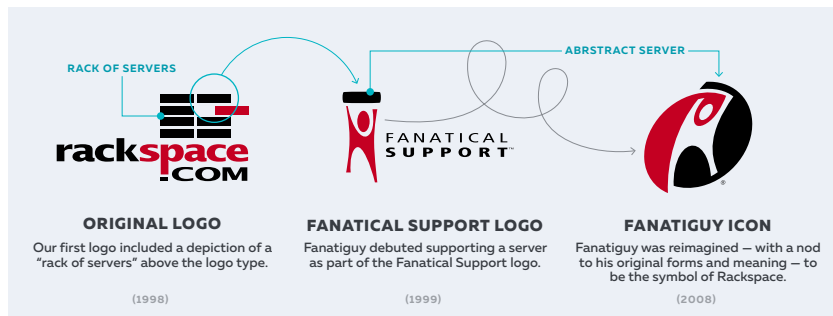 RACK OF SERVERS
ABRSTRACT SERVER
rackspace
.COM
FANATICAL
SUPPORT™
®
ORIGINAL LOGO
Our first logo included a depiction of a
“rack of servers” above the logo type.
(1998)
FANATICAL SUPPORT LOGO
Fanatiguy debuted supporting a server
as part of the Fanatical Support logo.
(1999)
FANATIGUY ICON
Fanatiguy was reimagined — with a nod
to his original forms and meaning — to
be the symbol of Rackspace.
(2008)